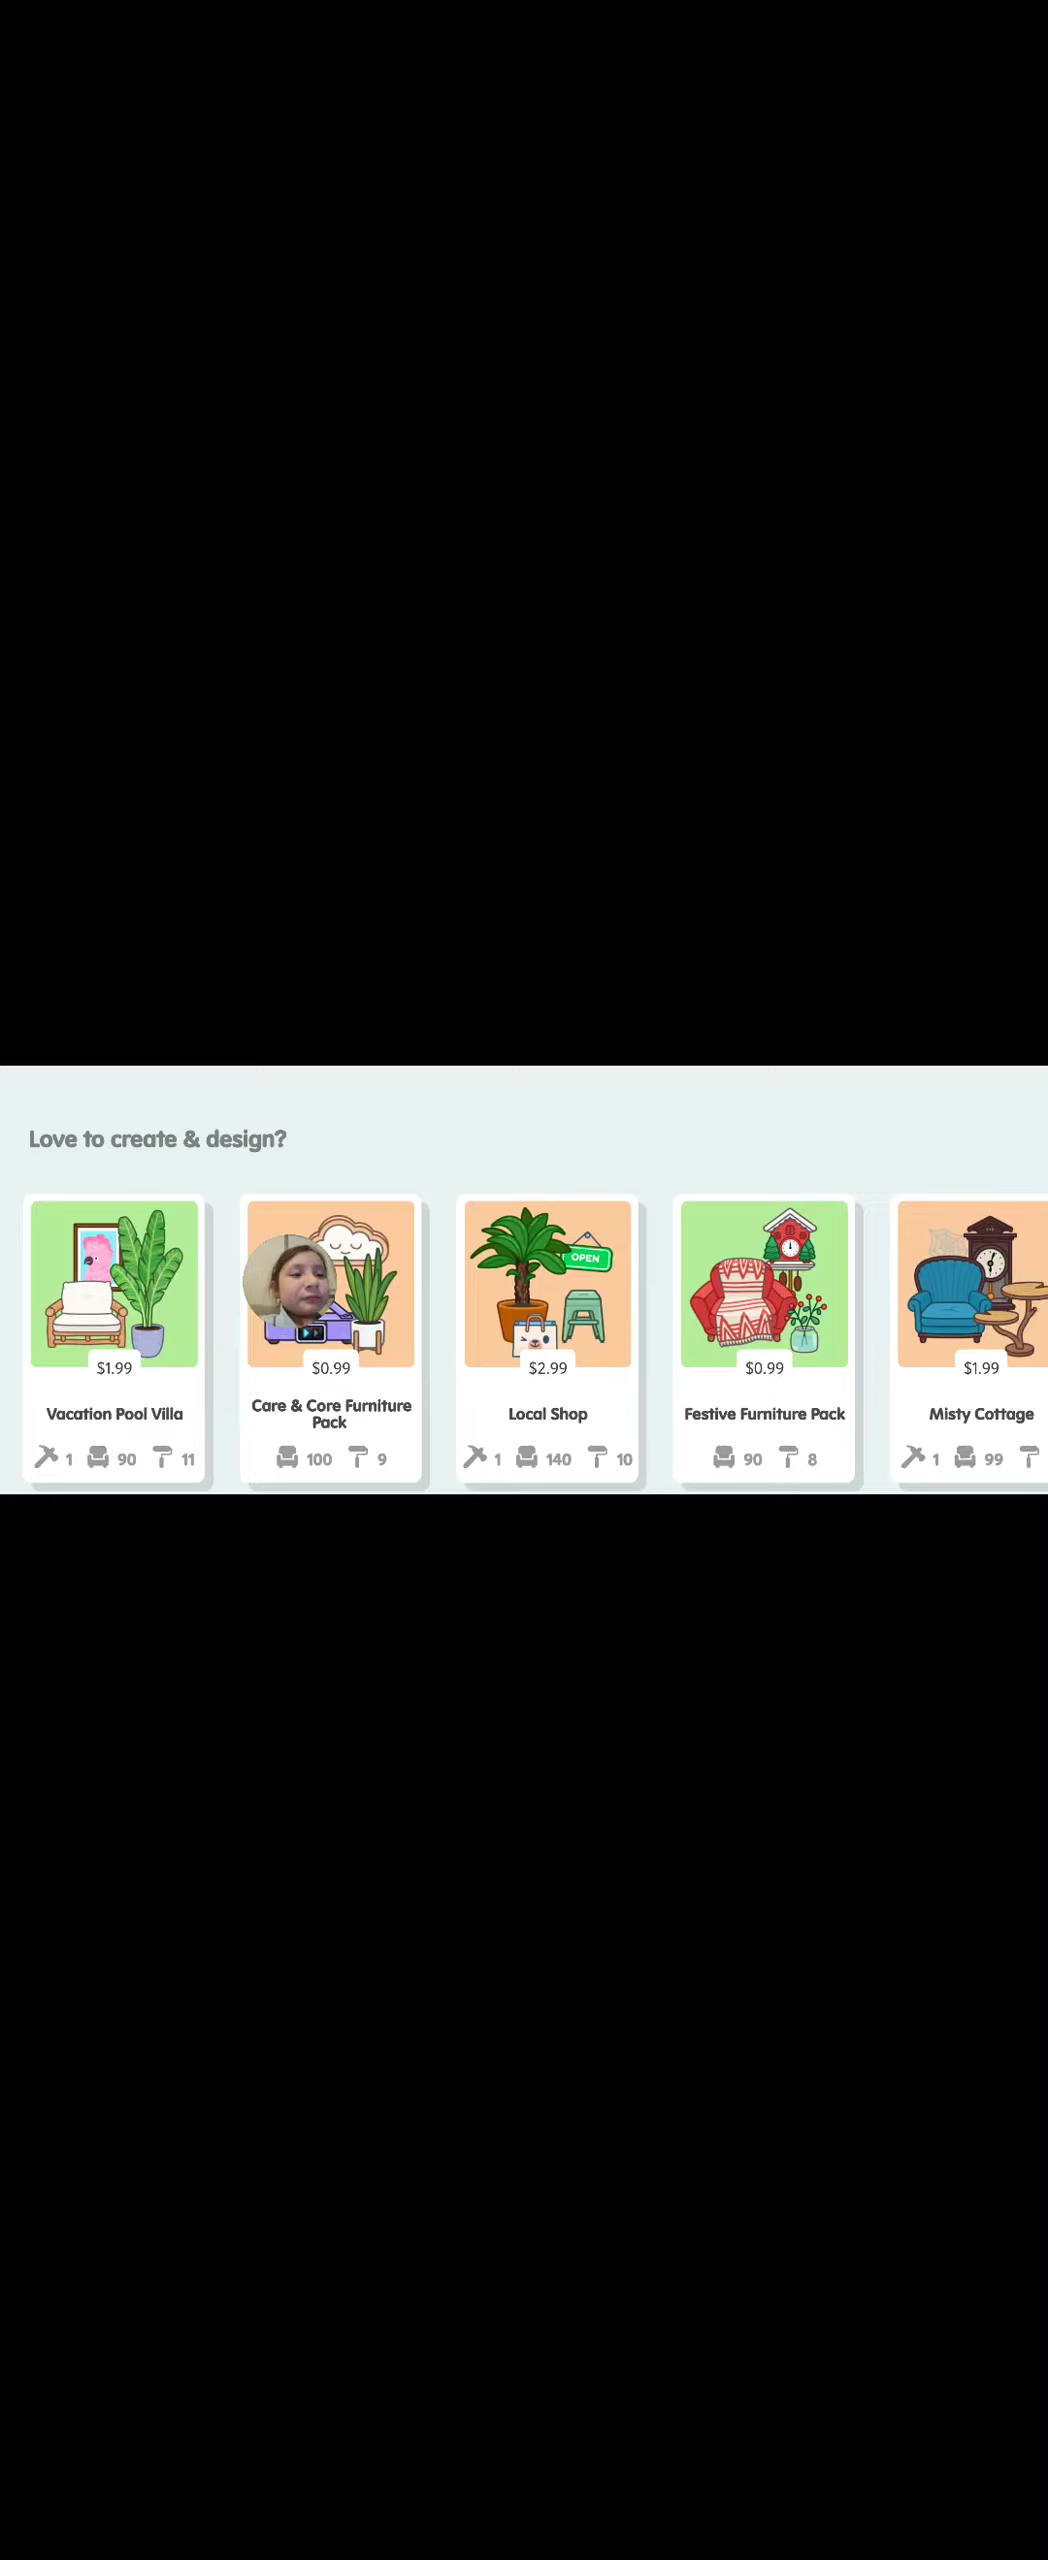 Love to create & design?
OPEN
$1.99
$0.99
$2.99
$0.99
$1.99
Vacation Pool Villa
Care & Core Furniture
Pack
Local Shop
Festive Furniture Pack
Misty Cottage
1 90 11
100 9
1 140 10
90 8
1 99